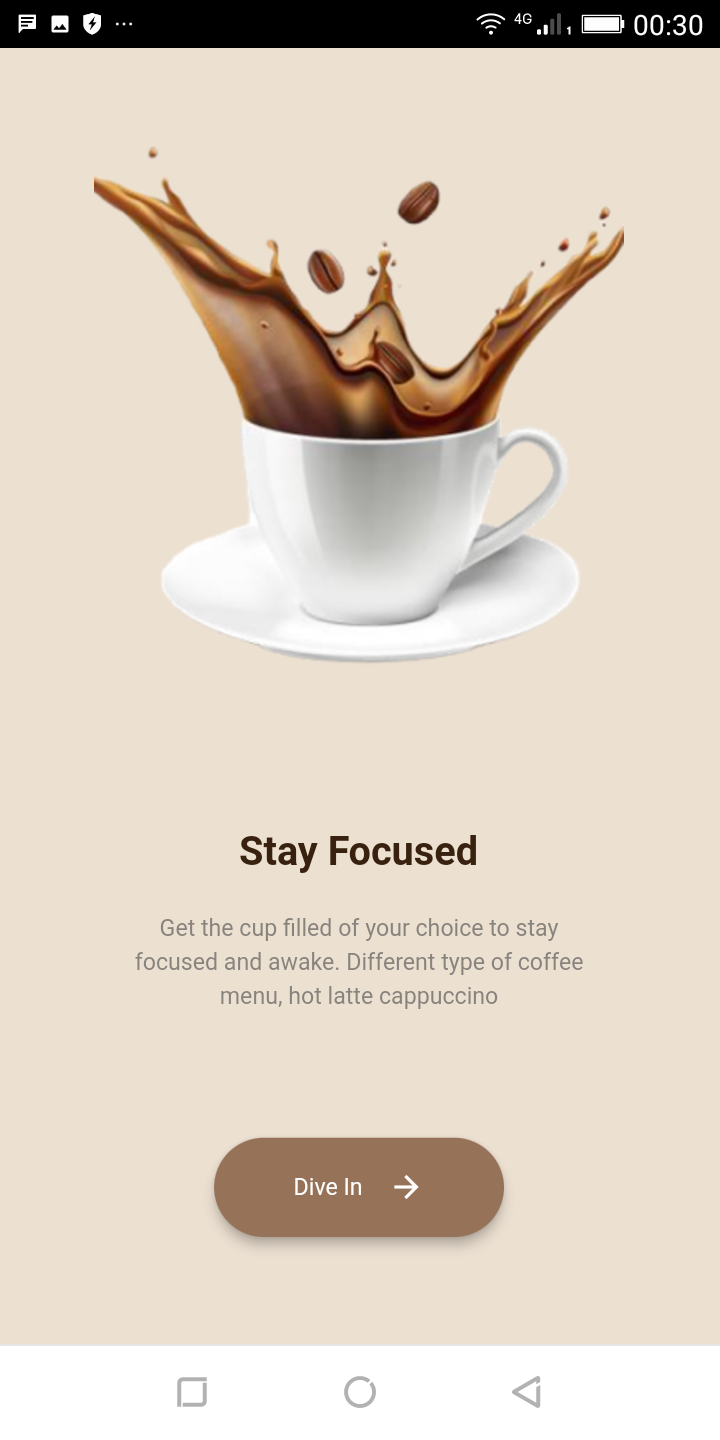 4G
1
00:30
Stay Focused
Get the cup filled of your choice to stay
focused and awake. Different type of coffee
menu, hot latte cappuccino
Dive In